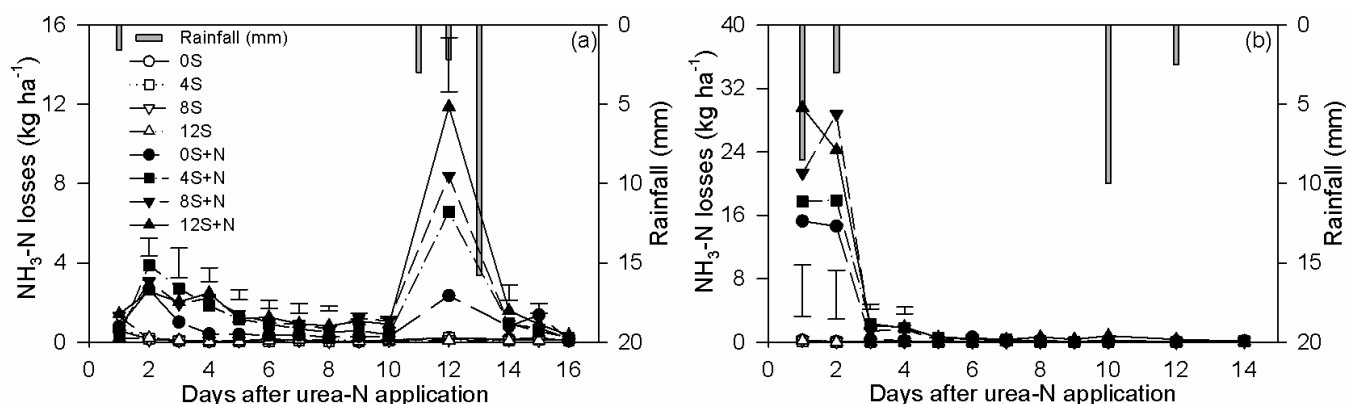 16
12
8
4
0
NH₃-N losses (kg ha⁻¹)
Rainfall (mm)
0S
4S
8S
12S
0S+N
4S+N
8S+N
12S+N
(a)
0
5
10
15
20
Rainfall (mm)
0 2 4 6 8 10 12 14 16
Days after urea-N application
40
32
24
16
8
0
NH₃-N losses (kg ha⁻¹)
(b)
0
5
10
15
20
Rainfall (mm)
0 2 4 6 8 10 12 14
Days after urea-N application